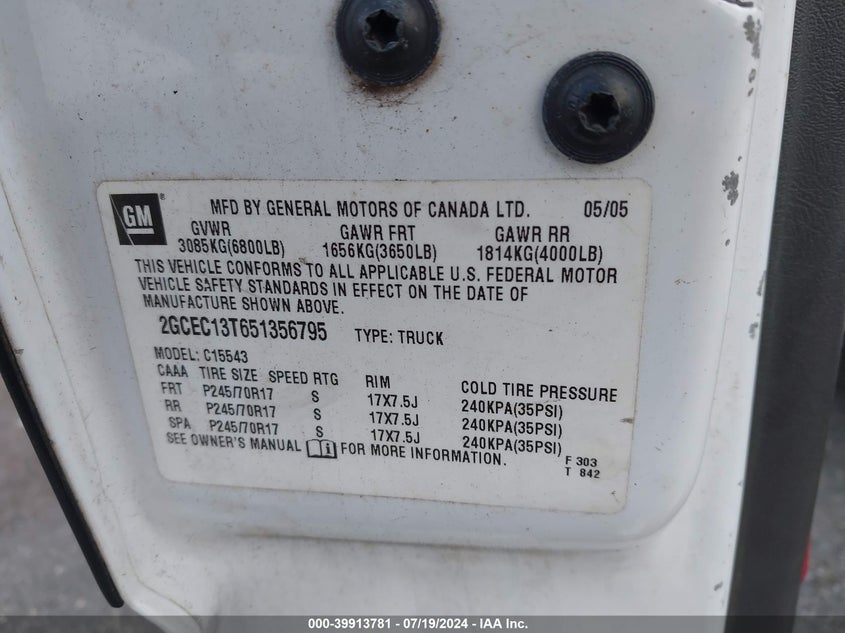 GM ®
MFD BY GENERAL MOTORS OF CANADA LTD. 05/05
GVWR GAWR FRT GAWR RR
3085KG(6800LB) 1656KG(3650LB) 1814KG(4000LB)
THIS VEHICLE CONFORMS TO ALL APPLICABLE U.S. FEDERAL MOTOR
VEHICLE SAFETY STANDARDS IN EFFECT ON THE DATE OF
MANUFACTURE SHOWN ABOVE.
2GCEC13T651356795 TYPE: TRUCK
MODEL: C15543
CAAA TIRE SIZE SPEED RTG RIM COLD TIRE PRESSURE
FRT P245/70R17 S 17X7.5J 240KPA(35PSI)
RR P245/70R17 S 17X7.5J 240KPA(35PSI)
SPA P245/70R17 S 17X7.5J 240KPA(35PSI)
SEE OWNER'S MANUAL i FOR MORE INFORMATION.
F 303
T 842
000-39913781 - 07/19/2024 - IAA Inc.